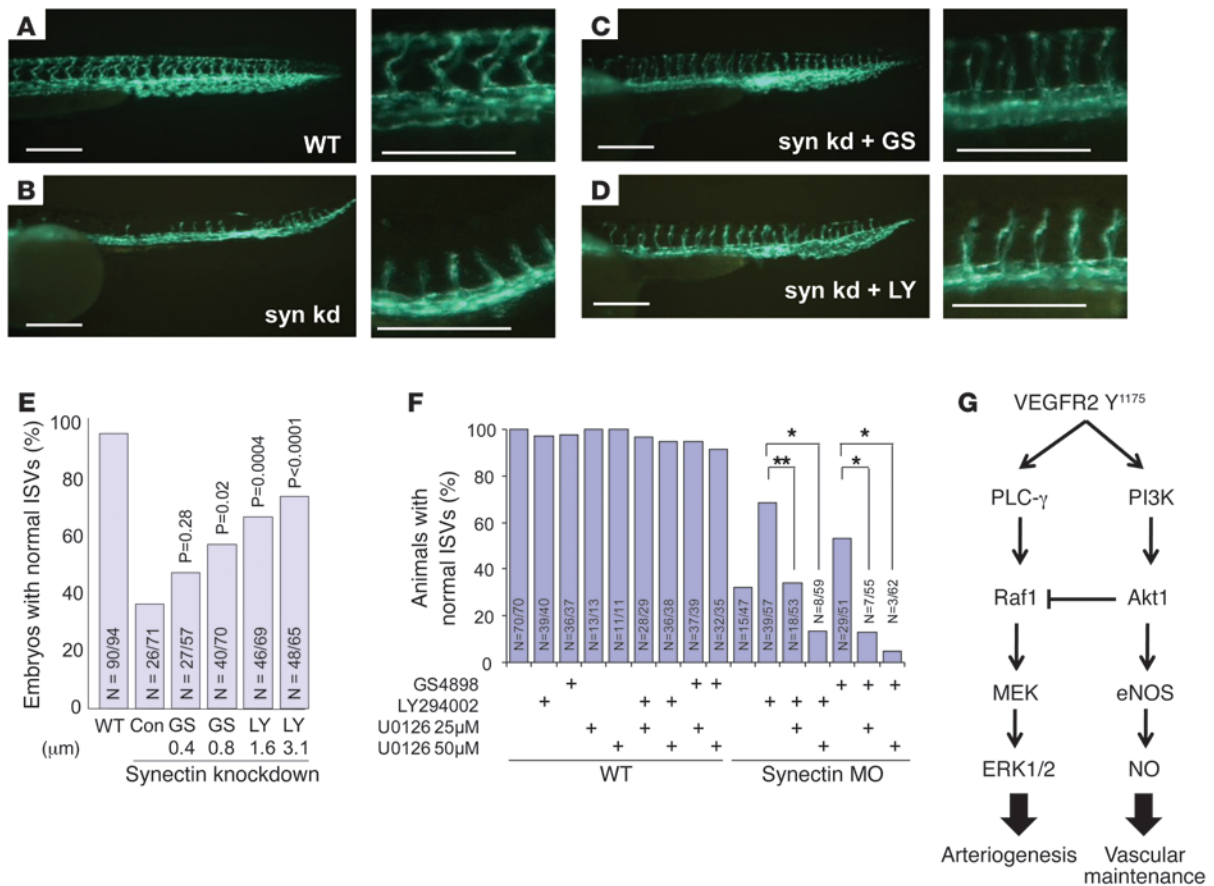 A
WT
B
syn kd
C
syn kd + GS
D
syn kd + LY
E
Embryos with normal ISVs (%)
100
80
60
40
20
0
N = 90/94
N = 26/71
N = 27/57
N = 40/70
N = 46/69
N = 48/65
P=0.28
P=0.02
P=0.0004
P<0.0001
WT Con GS GS LY LY
(μm) 0.4 0.8 1.6 3.1
Synectin knockdown
F
Animals with
normal ISVs (%)
100
80
60
40
20
0
N=70/70
N=39/40
N=36/37
N=13/13
N=11/11
N=28/29
N=36/38
N=37/39
N=32/35
N=15/47
N=39/57
N=18/53
N=8/59
N=29/51
N=7/55
N=3/62
*
**
*
*
GS4898 + + + + + +
LY294002 + + + + + +
U0126 25μM + + + + +
U0126 50μM + + + + +
WT
Synectin MO
G
VEGFR2 Y1175
PLC-γ PI3K
Raf1 Akt1
MEK eNOS
ERK1/2 NO
Arteriogenesis Vascular
maintenance